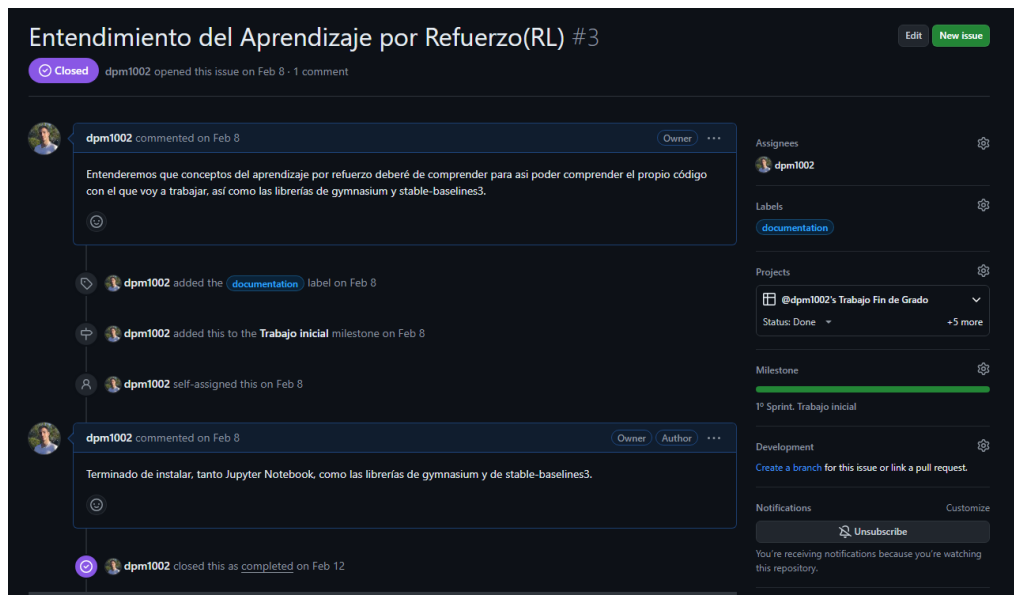 Entendimiento del Aprendizaje por Refuerzo(RL) #3
Edit
New issue
Closed
dpm1002 opened this issue on Feb 8 · 1 comment
dpm1002 commented on Feb 8
Owner
Entenderemos que conceptos del aprendizaje por refuerzo deberé de comprender para asi poder comprender el propio código
con el que voy a trabajar, así como las librerías de gymnasium y stable-baselines3.
dpm1002 added the documentation label on Feb 8
dpm1002 added this to the Trabajo inicial milestone on Feb 8
dpm1002 self-assigned this on Feb 8
dpm1002 commented on Feb 8
Owner
Author
Terminado de instalar, tanto Jupyter Notebook, como las librerías de gymnasium y de stable-baselines3.
dpm1002 closed this as completed on Feb 12
Assignees
dpm1002
Labels
documentation
Projects
@dpm1002's Trabajo Fin de Grado
Status: Done
+5 more
Milestone
1º Sprint. Trabajo inicial
Development
Create a branch for this issue or link a pull request.
Notifications
Customize
Unsubscribe
You're receiving notifications because you're watching
this repository.